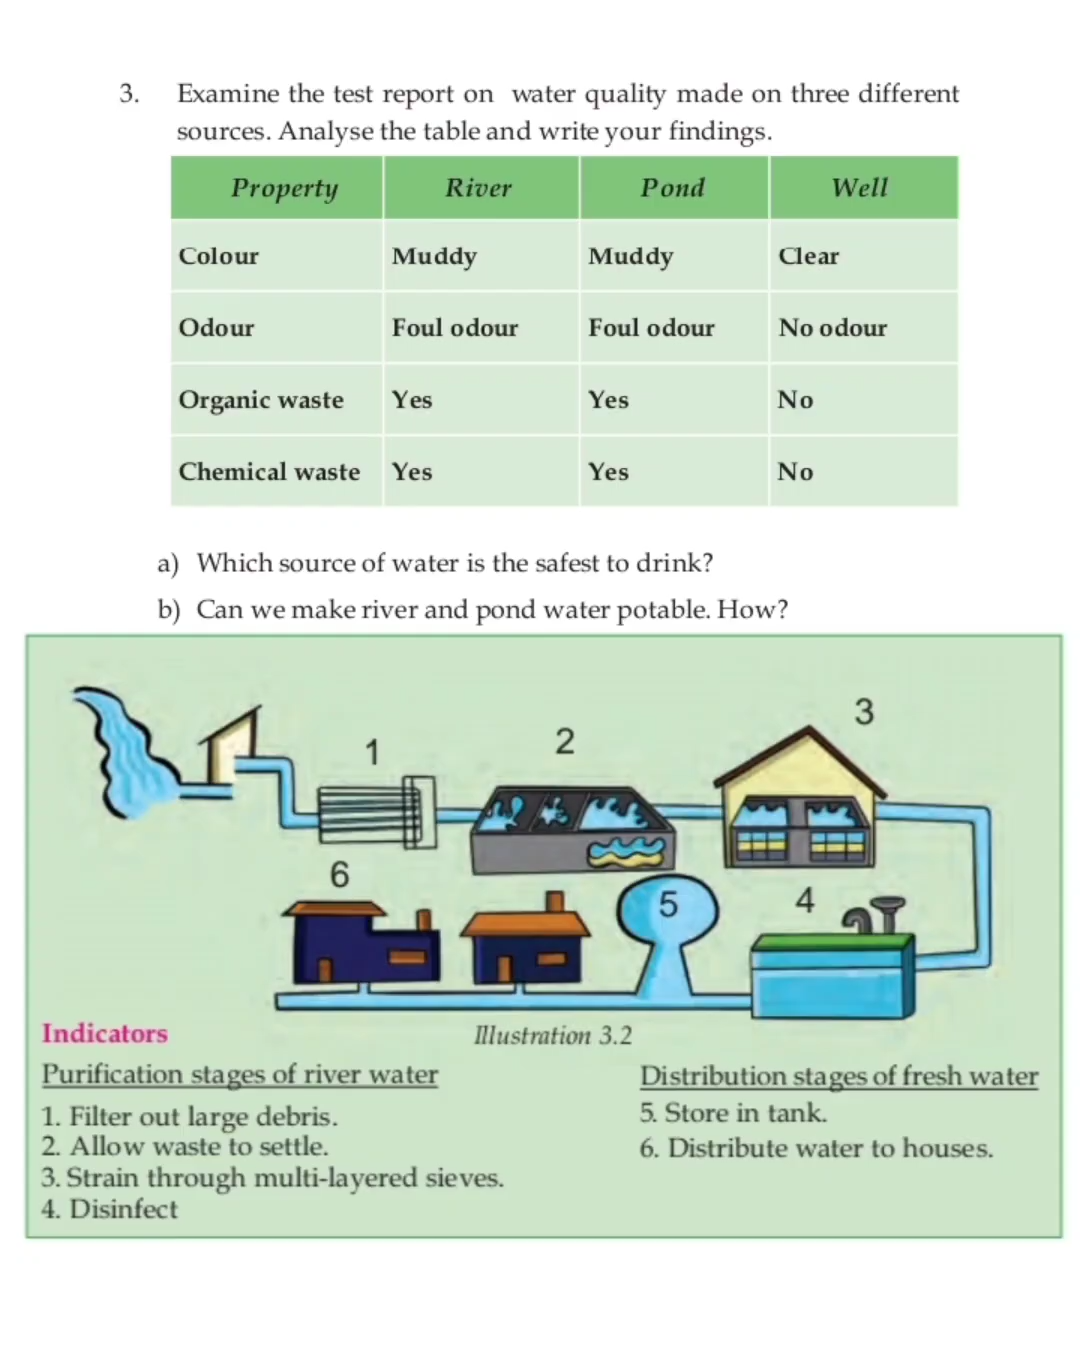 3. Examine the test report on water quality made on three different
sources. Analyse the table and write your findings.
Property River Pond Well
Colour Muddy Muddy Clear
Odour Foul odour Foul odour No odour
Organic waste Yes Yes No
Chemical waste Yes Yes No
a) Which source of water is the safest to drink?
b) Can we make river and pond water potable. How?
1
2
3
6
5
4
Indicators
Illustration 3.2
Purification stages of river water
1. Filter out large debris.
2. Allow waste to settle.
3. Strain through multi-layered sieves.
4. Disinfect
Distribution stages of fresh water
5. Store in tank.
6. Distribute water to houses.